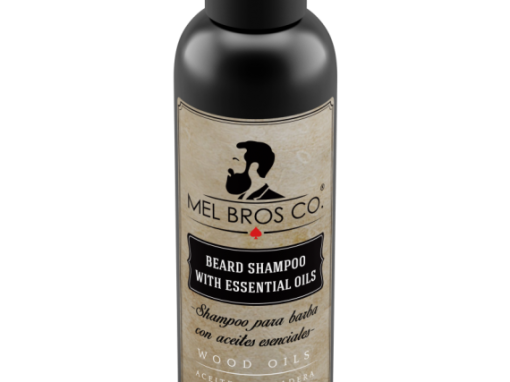 MEL BROS CO.®
BEARD SHAMPOO
WITH ESSENTIAL OILS
Shampoo para barba
con aceites esenciales
WOOD OILS